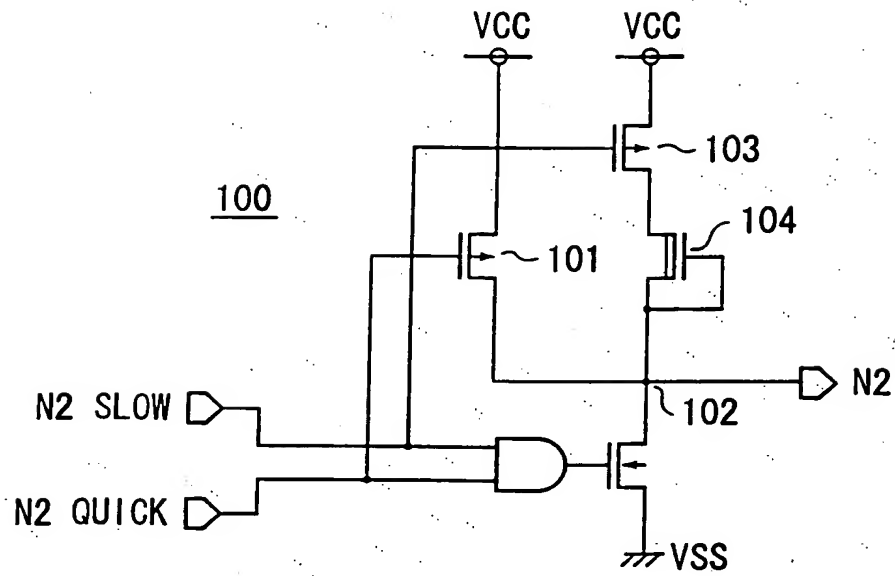 VCC VCC
103
100
104
101
N2 SLOW
102
N2
N2 QUICK
VSS